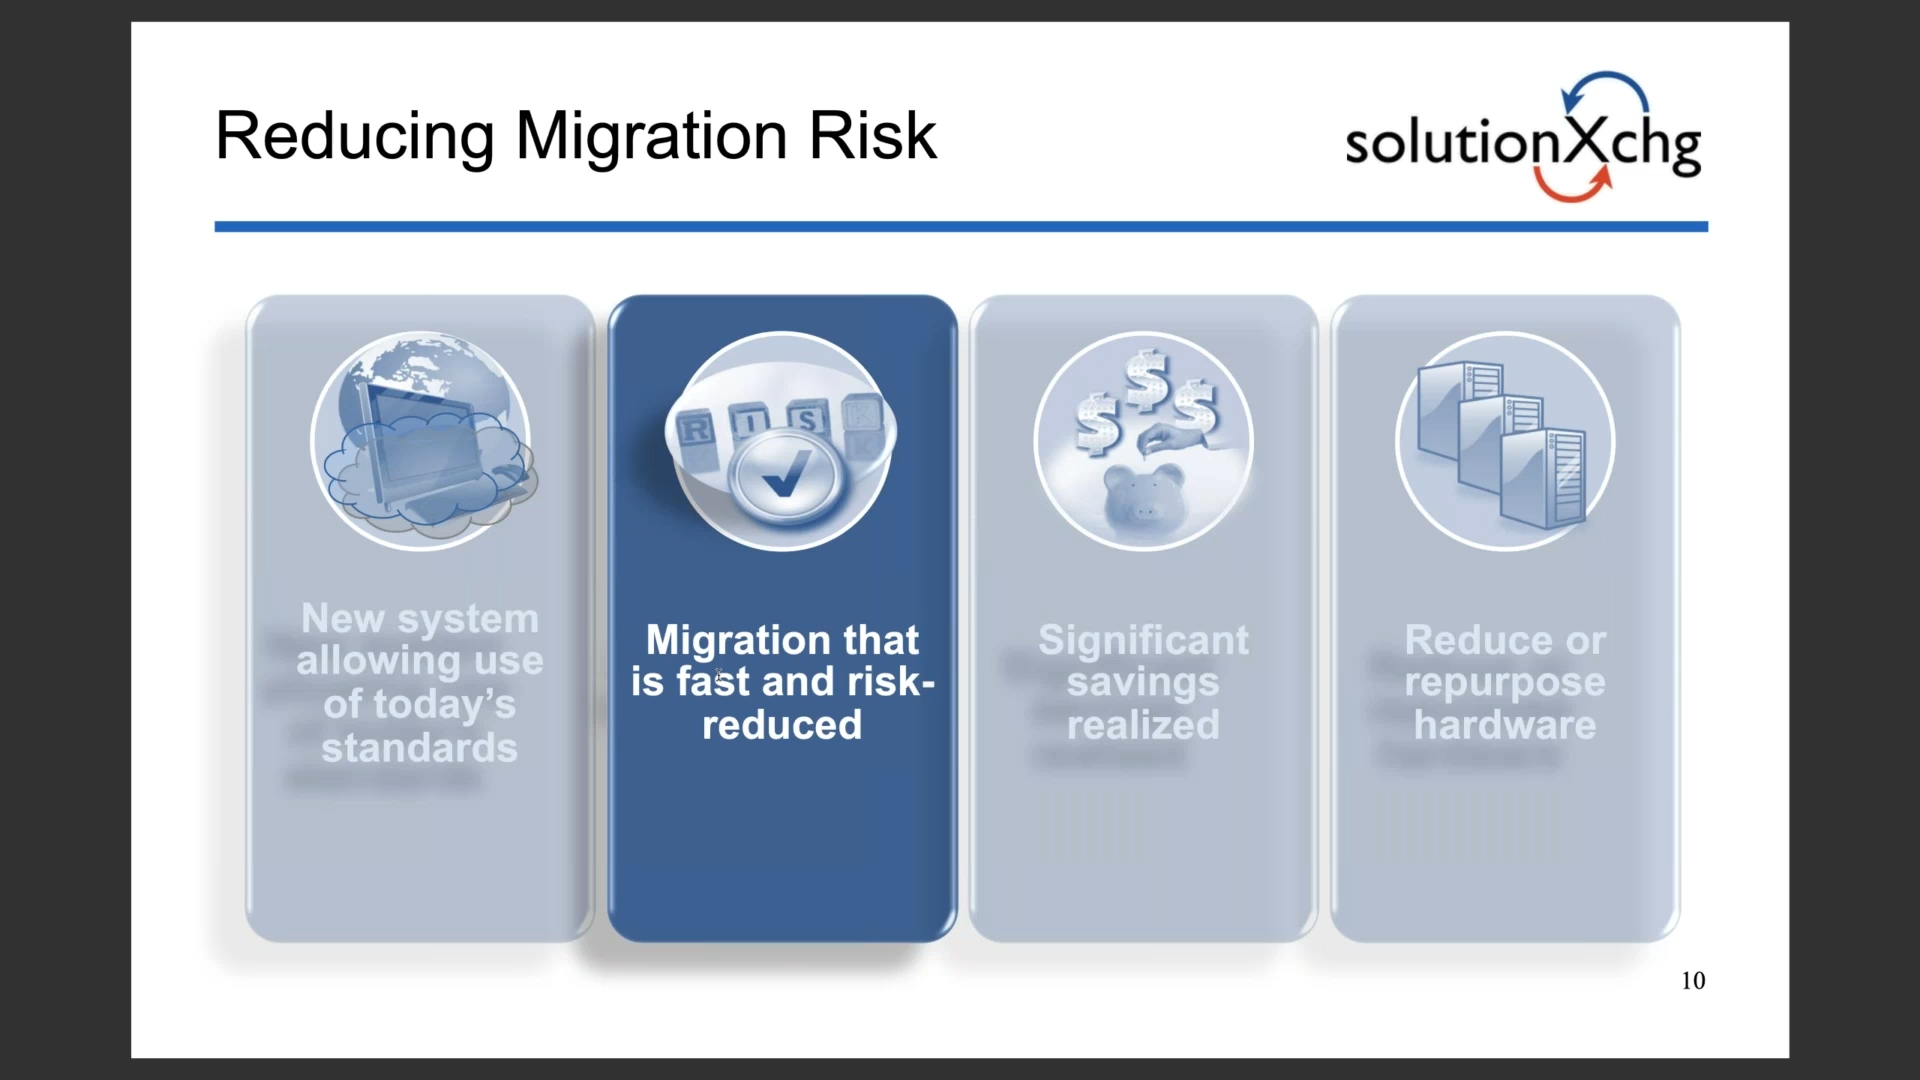 Reducing Migration Risk
solutionXchg
$ $ $
R I S K
New system
allowing use
of today’s
standards
Migration that
is fast and risk-
reduced
Significant
savings
realized
Reduce or
repurpose
hardware
10